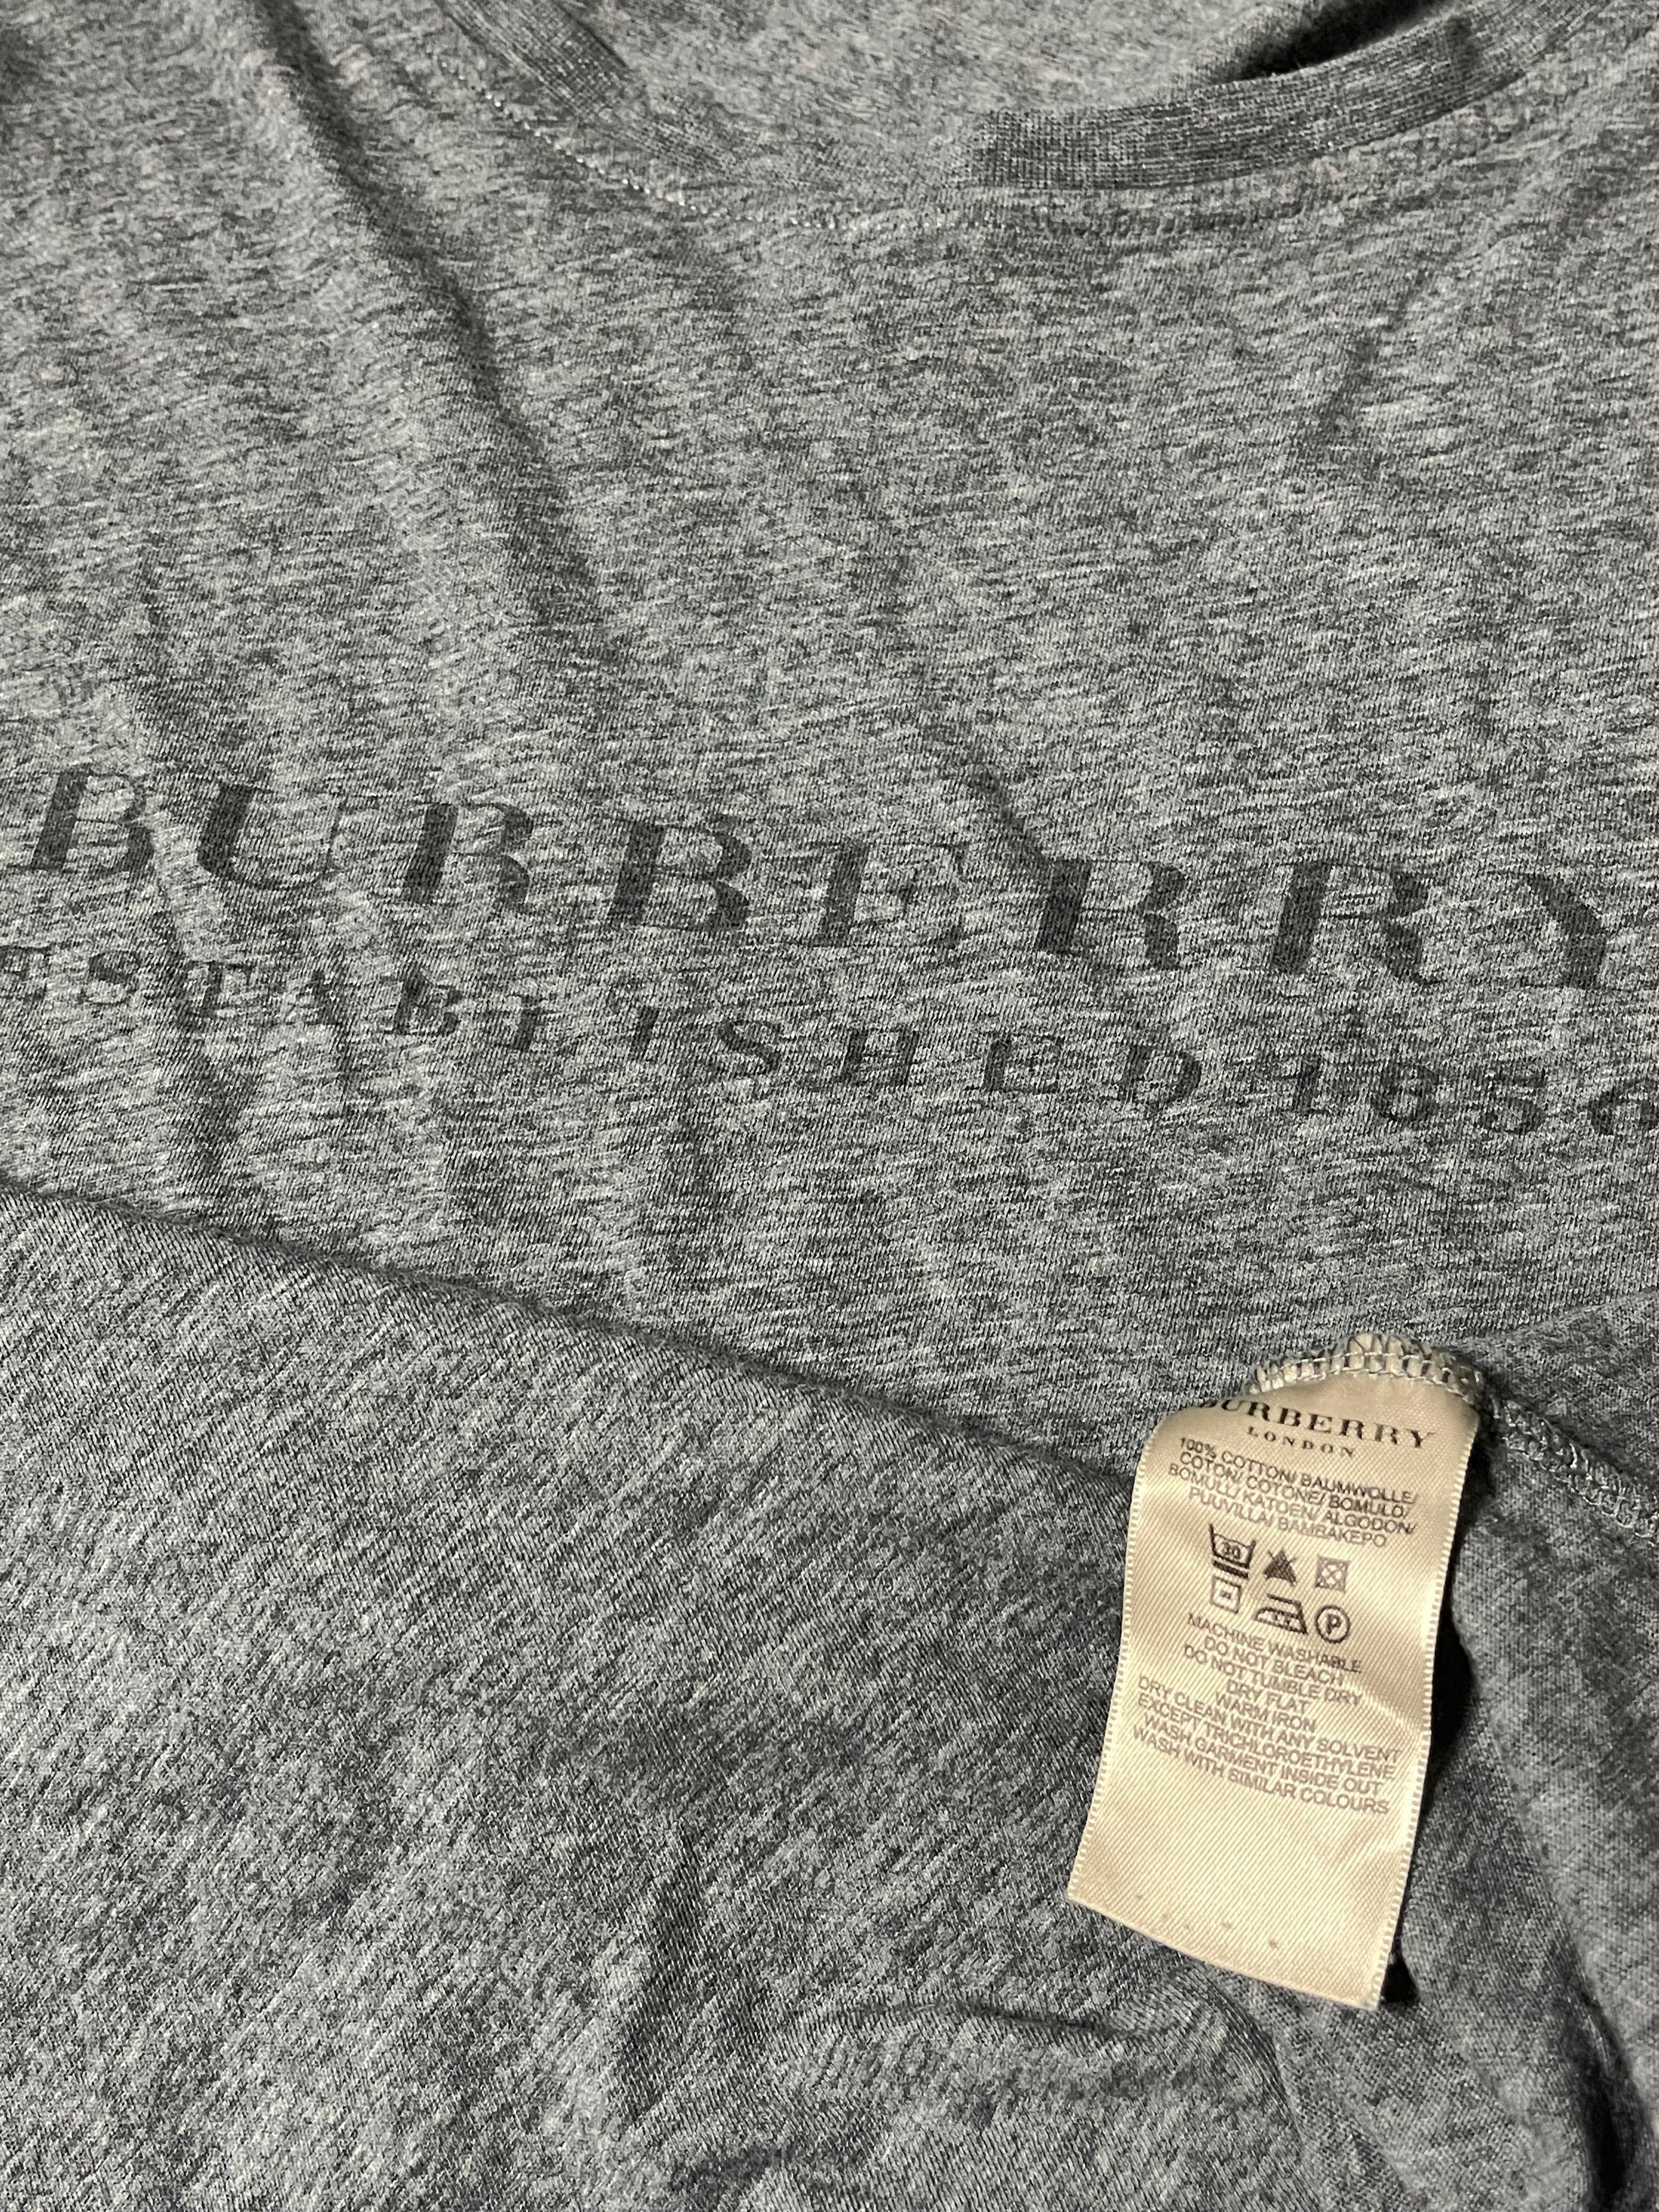 BURBERRY
ESTABLISHED 1856
BURBERRY
LONDON
100% COTTON/ BAUMWOLLE/
COTON/ COTONE/ BOMULD/
BOMULL/ KATOEN/ ALGODON/
PUUVILLA/ BAMBAKEPO
30
P
MACHINE WASHABLE
DO NOT BLEACH
DO NOT TUMBLE DRY
DRY FLAT
WARM IRON
DRY CLEAN WITH ANY SOLVENT
EXCEPT TRICHLOROETHYLENE
WASH GARMENT INSIDE OUT
WASH WITH SIMILAR COLOURS